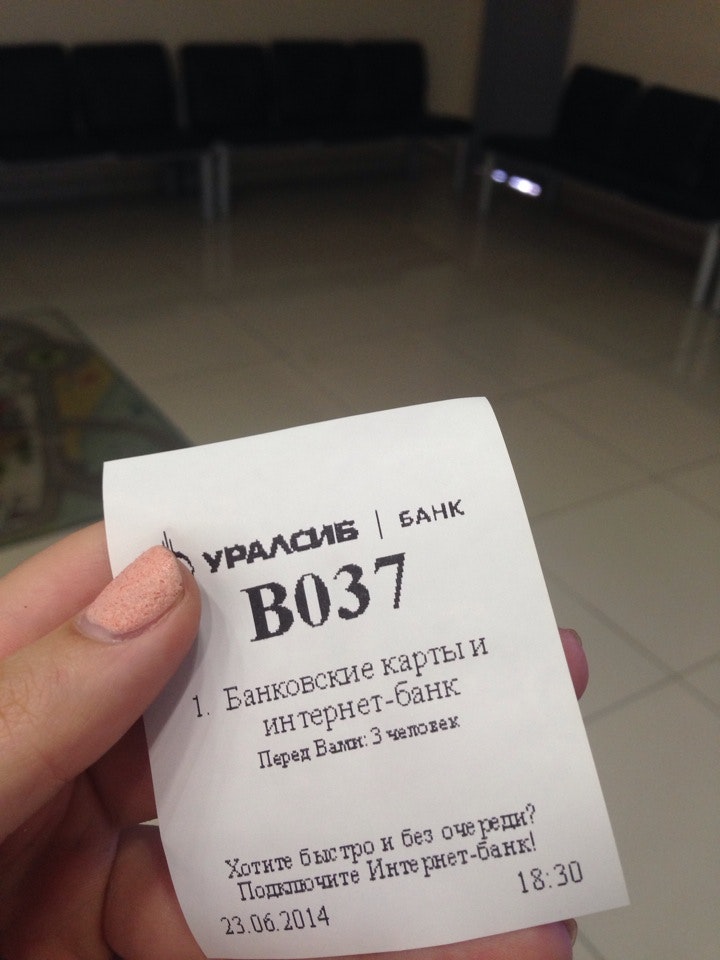 УРАЛСИБ | БАНК
В037
1. Банковские карты и
интернет-банк
Перед Вами: 3 человек
Хотите быстро и без очереди?
Подключите Интернет-банк!
23.06.2014 18:30